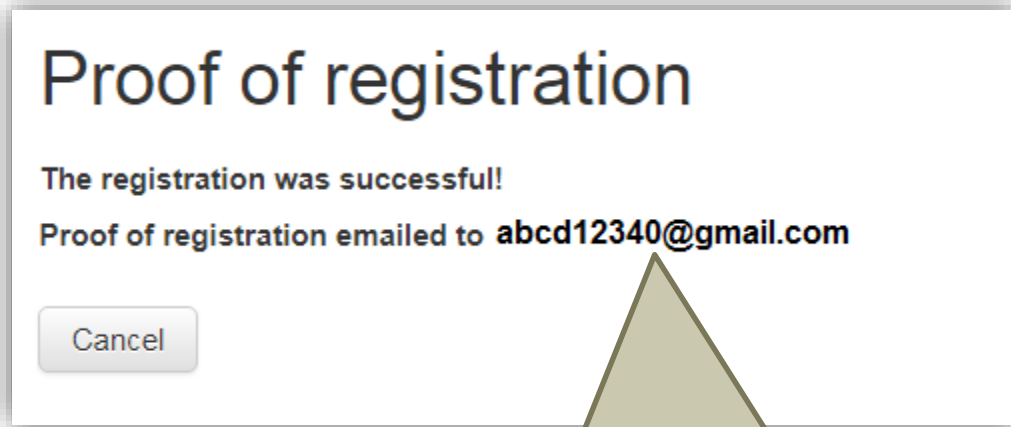 Proof of registration
The registration was successful!
Proof of registration emailed to abcd12340@gmail.com
Cancel